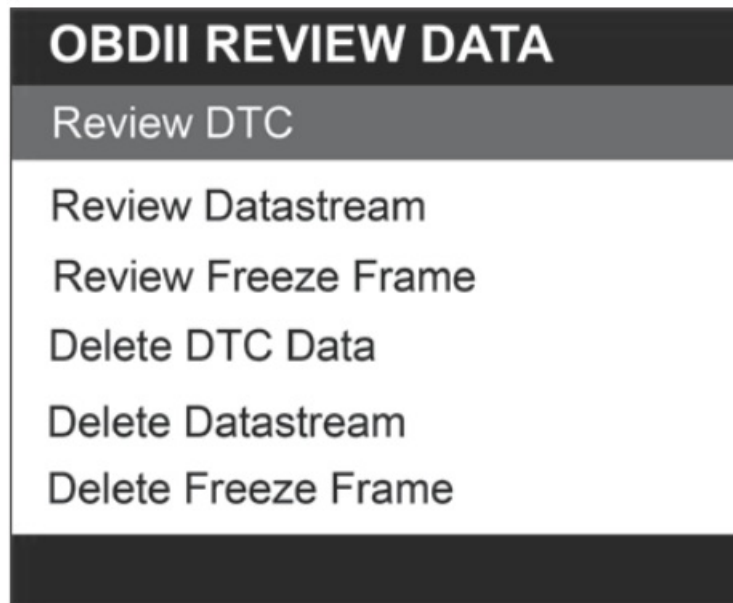 OBDII REVIEW DATA
Review DTC
Review Datastream
Review Freeze Frame
Delete DTC Data
Delete Datastream
Delete Freeze Frame